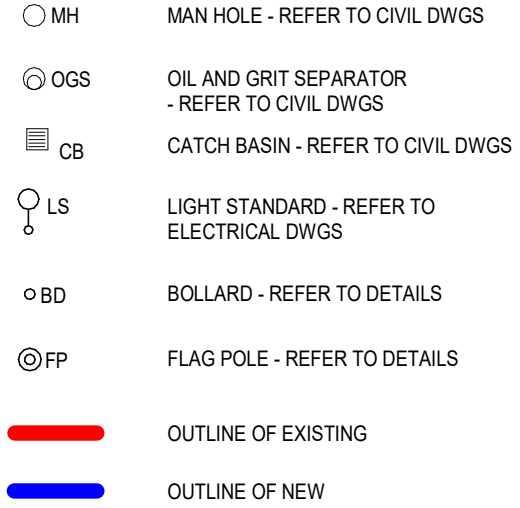 MH MAN HOLE - REFER TO CIVIL DWGS
OGS OIL AND GRIT SEPARATOR
- REFER TO CIVIL DWGS
CB CATCH BASIN - REFER TO CIVIL DWGS
LS LIGHT STANDARD - REFER TO
ELECTRICAL DWGS
BD BOLLARD - REFER TO DETAILS
FP FLAG POLE - REFER TO DETAILS
OUTLINE OF EXISTING
OUTLINE OF NEW